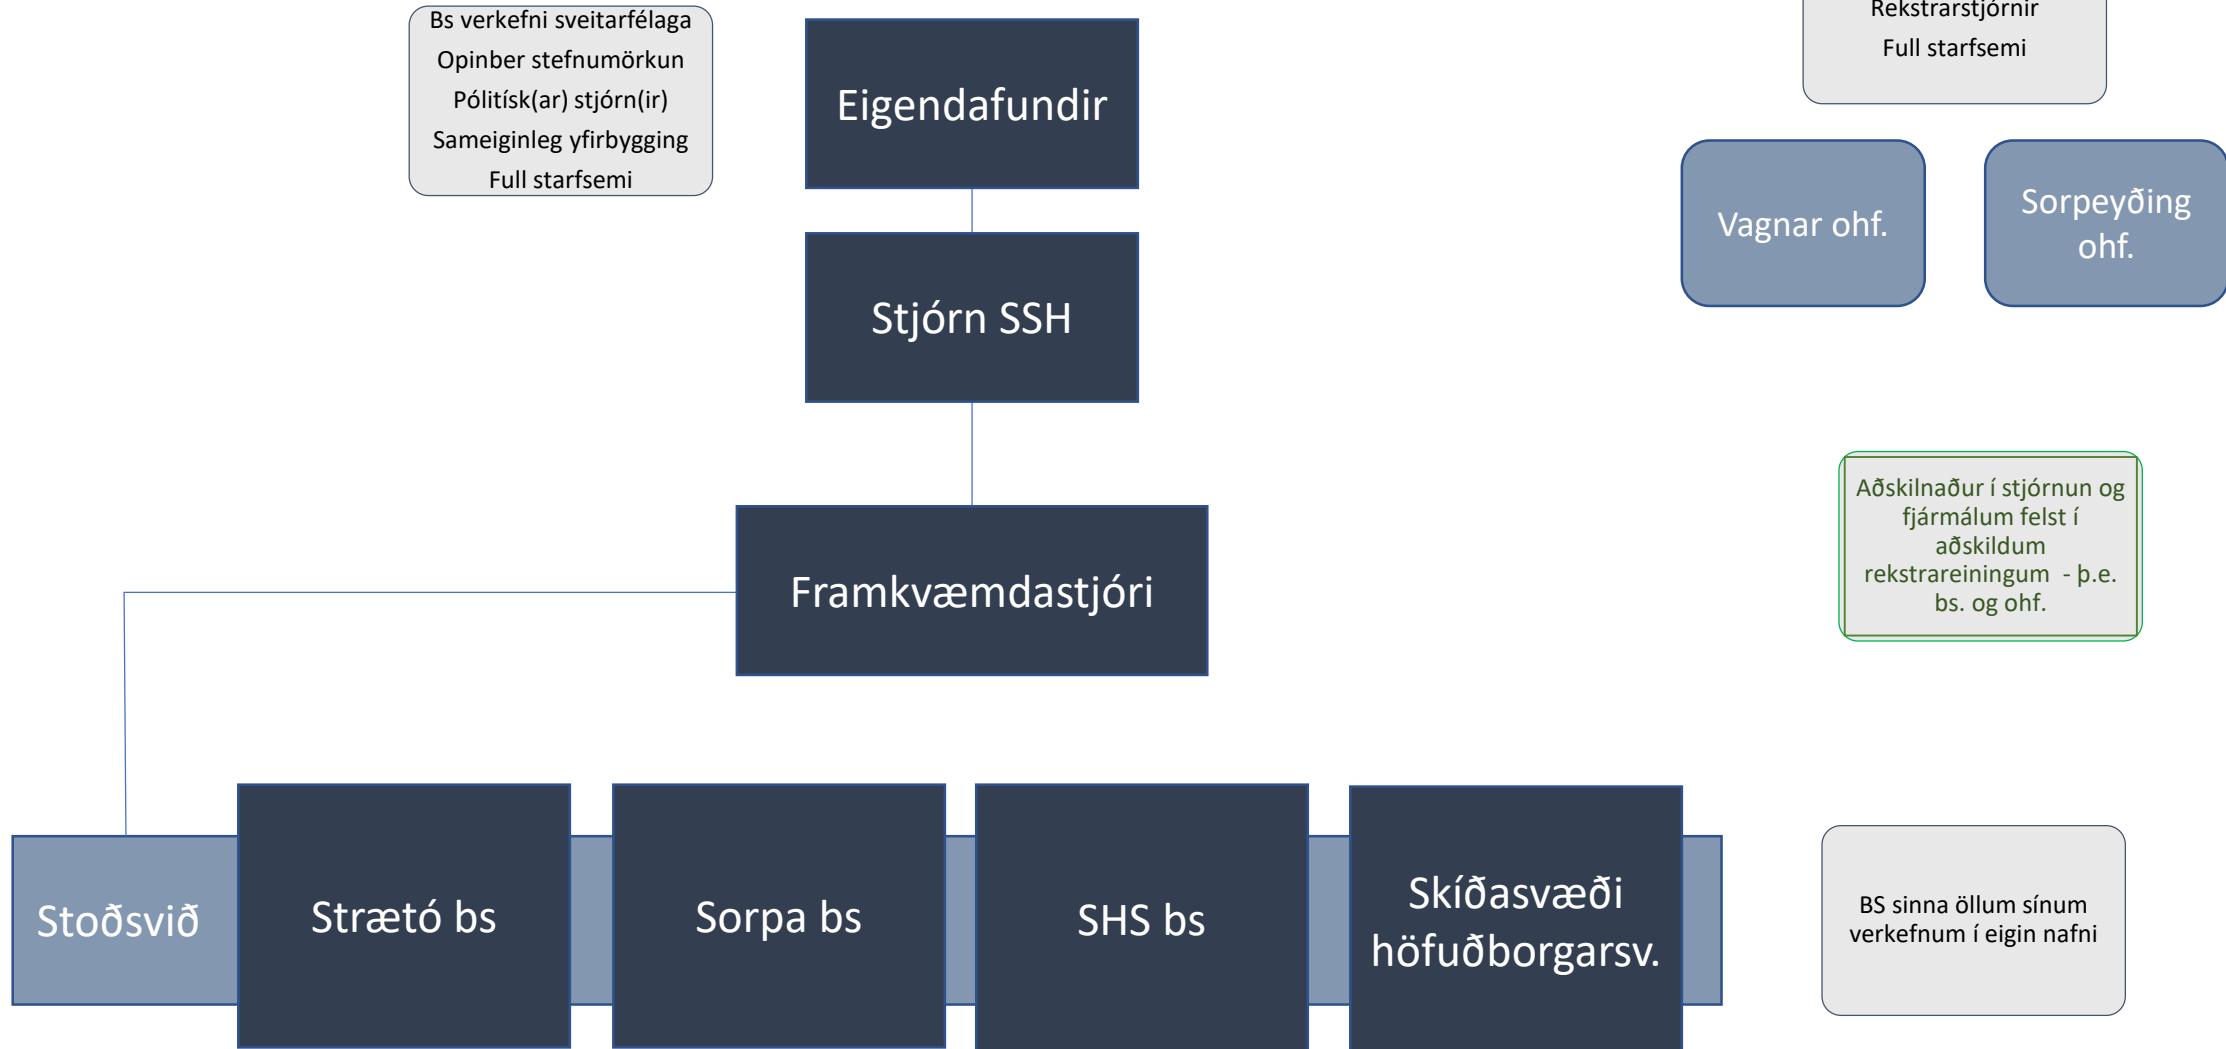 Bs verkefni sveitarfélaga
Opinber stefnumörkun
Pólitísk(ar) stjórn(ir)
Sameiginleg yfirbygging
Full starfsemi
Eigendafundir
Rekstrarstjórnir
Full starfsemi
Vagnar ohf.
Sorpeyðing
ohf.
Stjórn SSH
Aðskilnaður í stjórnun og
fjármálum felst í
aðskildum
rekstrareiningum - þ.e.
bs. og ohf.
Framkvæmdastjóri
Stoðsvið
Strætó bs
Sorpa bs
SHS bs
Skíðasvæði
höfuðborgarsv.
BS sinna öllum sínum
verkefnum í eigin nafni